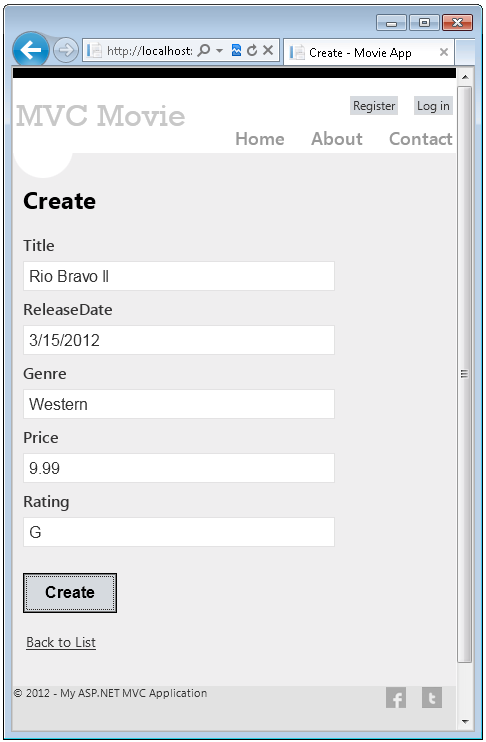 http://localhost:
Create - Movie App
Register Log in
MVC Movie
Home About Contact
Create
Title
Rio Bravo II
ReleaseDate
3/15/2012
Genre
Western
Price
9.99
Rating
G
Create
Back to List
© 2012 - My ASP.NET MVC Application